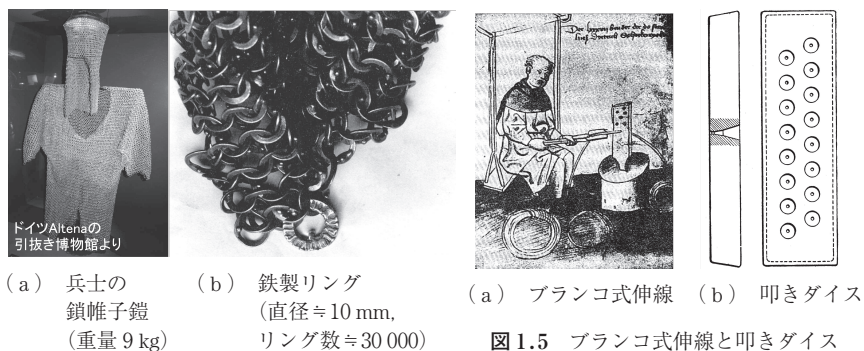 ドイツAltenaの
引抜き博物館より
(a) 兵士の
鎖帷子鎧
(重量 9 kg)
(b) 鉄製リング
(直径≒10 mm,
リング数≒30 000)
(a) ブランコ式伸線
(b) 叩きダイス
図1.5 ブランコ式伸線と叩きダイス